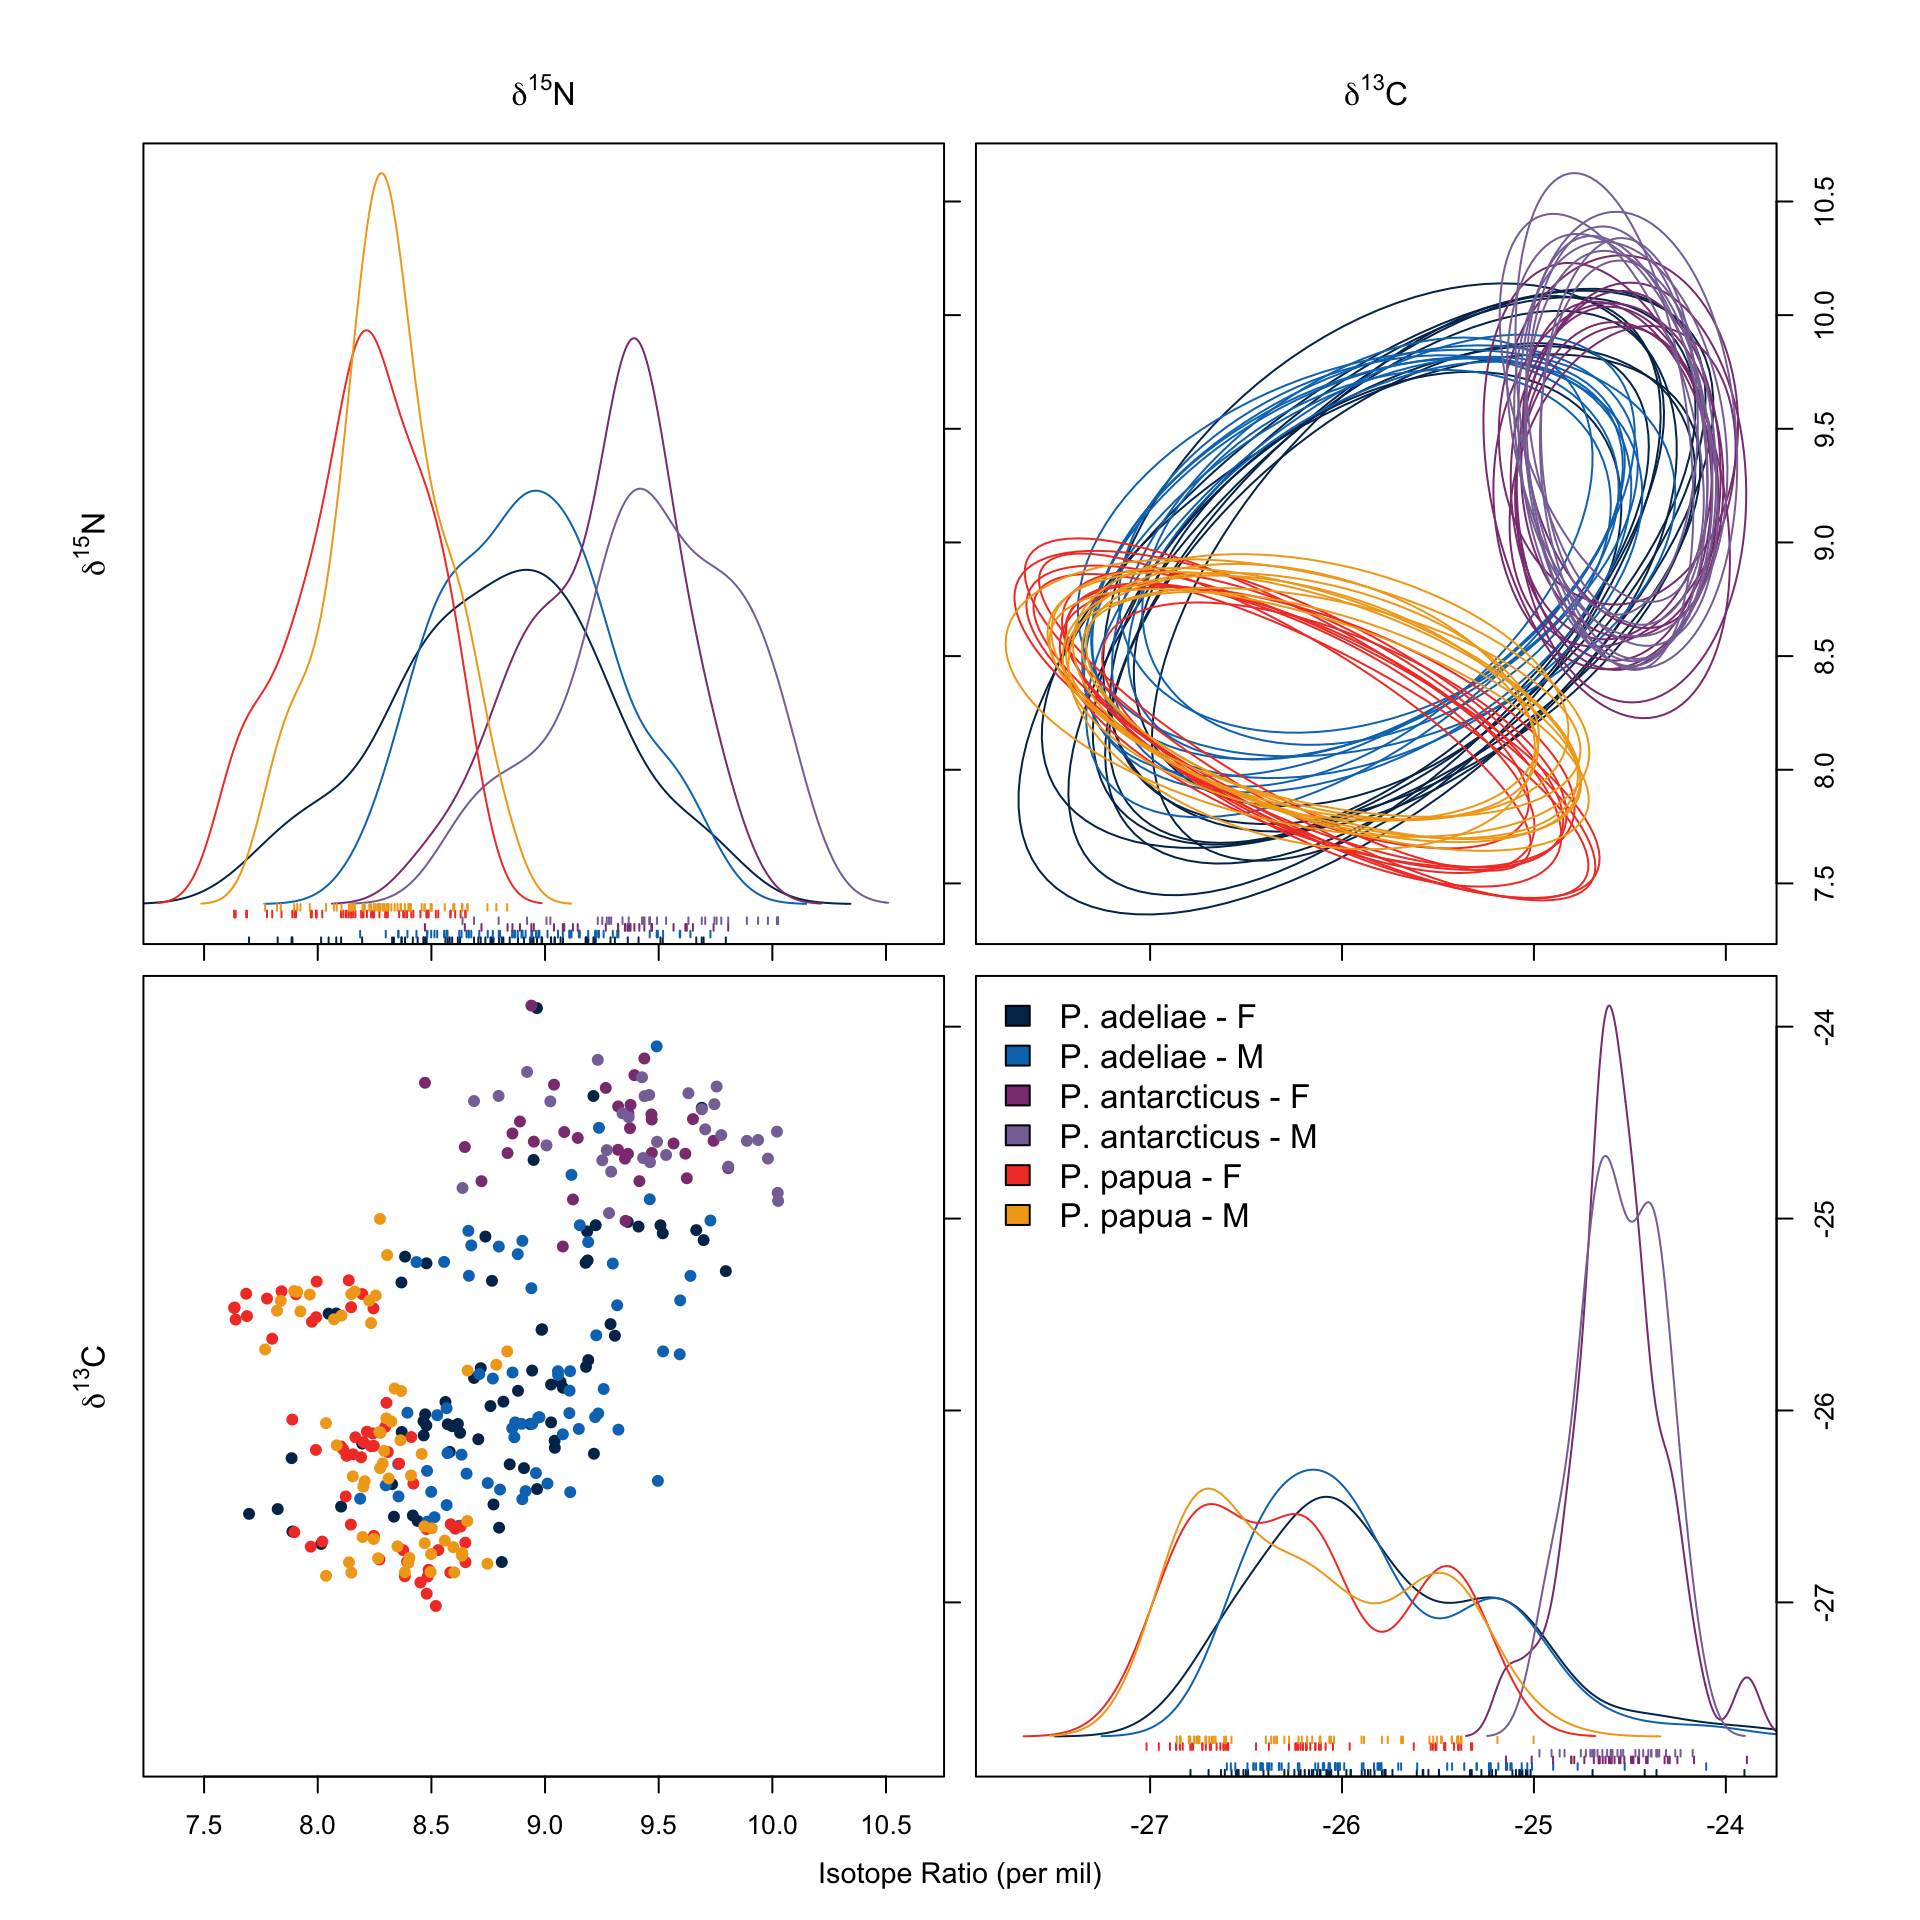 δ15N
δ13C
δ15N
10.5
10.0
9.5
9.0
8.5
8.0
7.5
P. adeliae - F
P. adeliae - M
P. antarcticus - F
P. antarcticus - M
P. papua - F
P. papua - M
δ13C
-24
-25
-26
-27
7.5 8.0 8.5 9.0 9.5 10.0 10.5
-27 -26 -25 -24
Isotope Ratio (per mil)